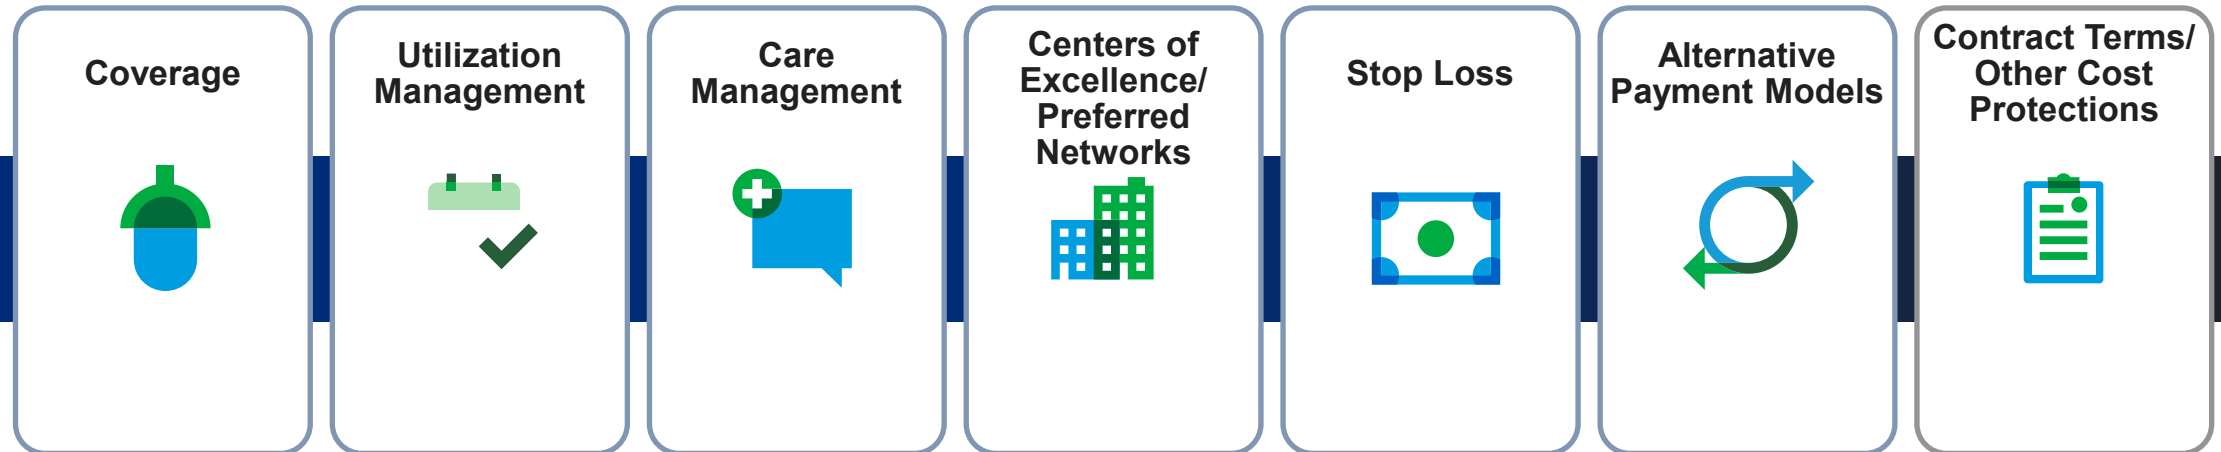 Coverage
Utilization
Management
Care
Management
Centers of
Excellence/
Preferred
Networks
Stop Loss
Alternative
Payment Models
Contract Terms/
Other Cost
Protections